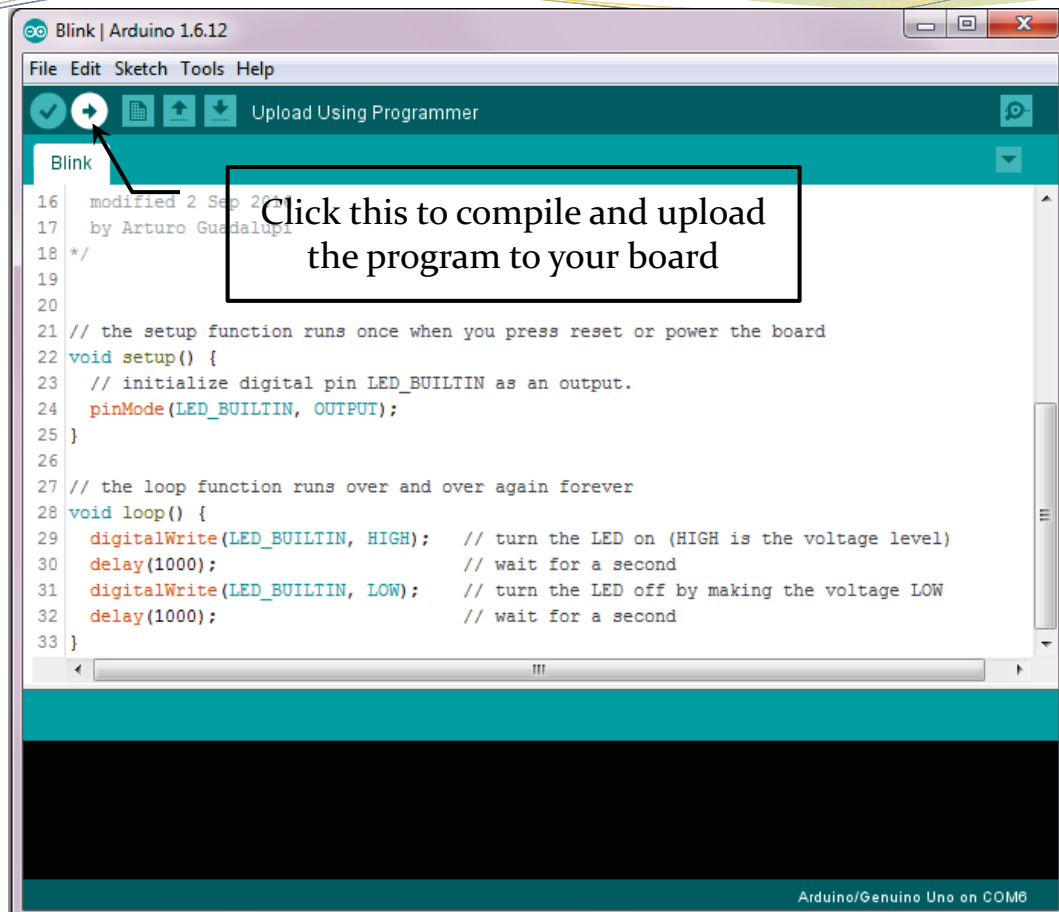 Blink | Arduino 1.6.12
File Edit Sketch Tools Help
Upload Using Programmer
Blink
Click this to compile and upload
the program to your board
16 modified 2 Sep 2016
17 by Arturo Guadalupi
18 */
19
20
21 // the setup function runs once when you press reset or power the board
22 void setup() {
23 // initialize digital pin LED_BUILTIN as an output.
24 pinMode(LED_BUILTIN, OUTPUT);
25 }
26
27 // the loop function runs over and over again forever
28 void loop() {
29 digitalWrite(LED_BUILTIN, HIGH); // turn the LED on (HIGH is the voltage level)
30 delay(1000); // wait for a second
31 digitalWrite(LED_BUILTIN, LOW); // turn the LED off by making the voltage LOW
32 delay(1000); // wait for a second
33 }
Arduino/Genuino Uno on COM6